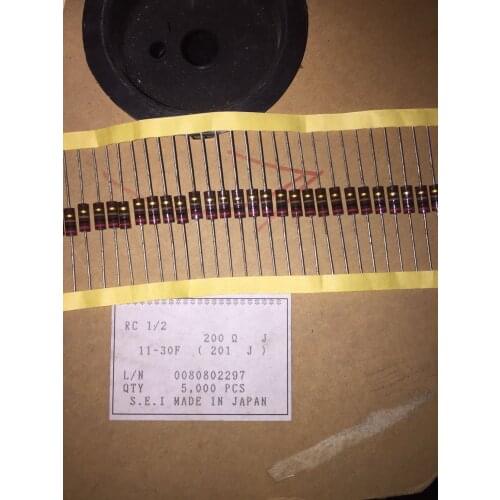 RC 1/2
200 Ω J
11-30F ( 201 J )
L/N 0080802297
QTY 5,000 PCS
S.E.I MADE IN JAPAN